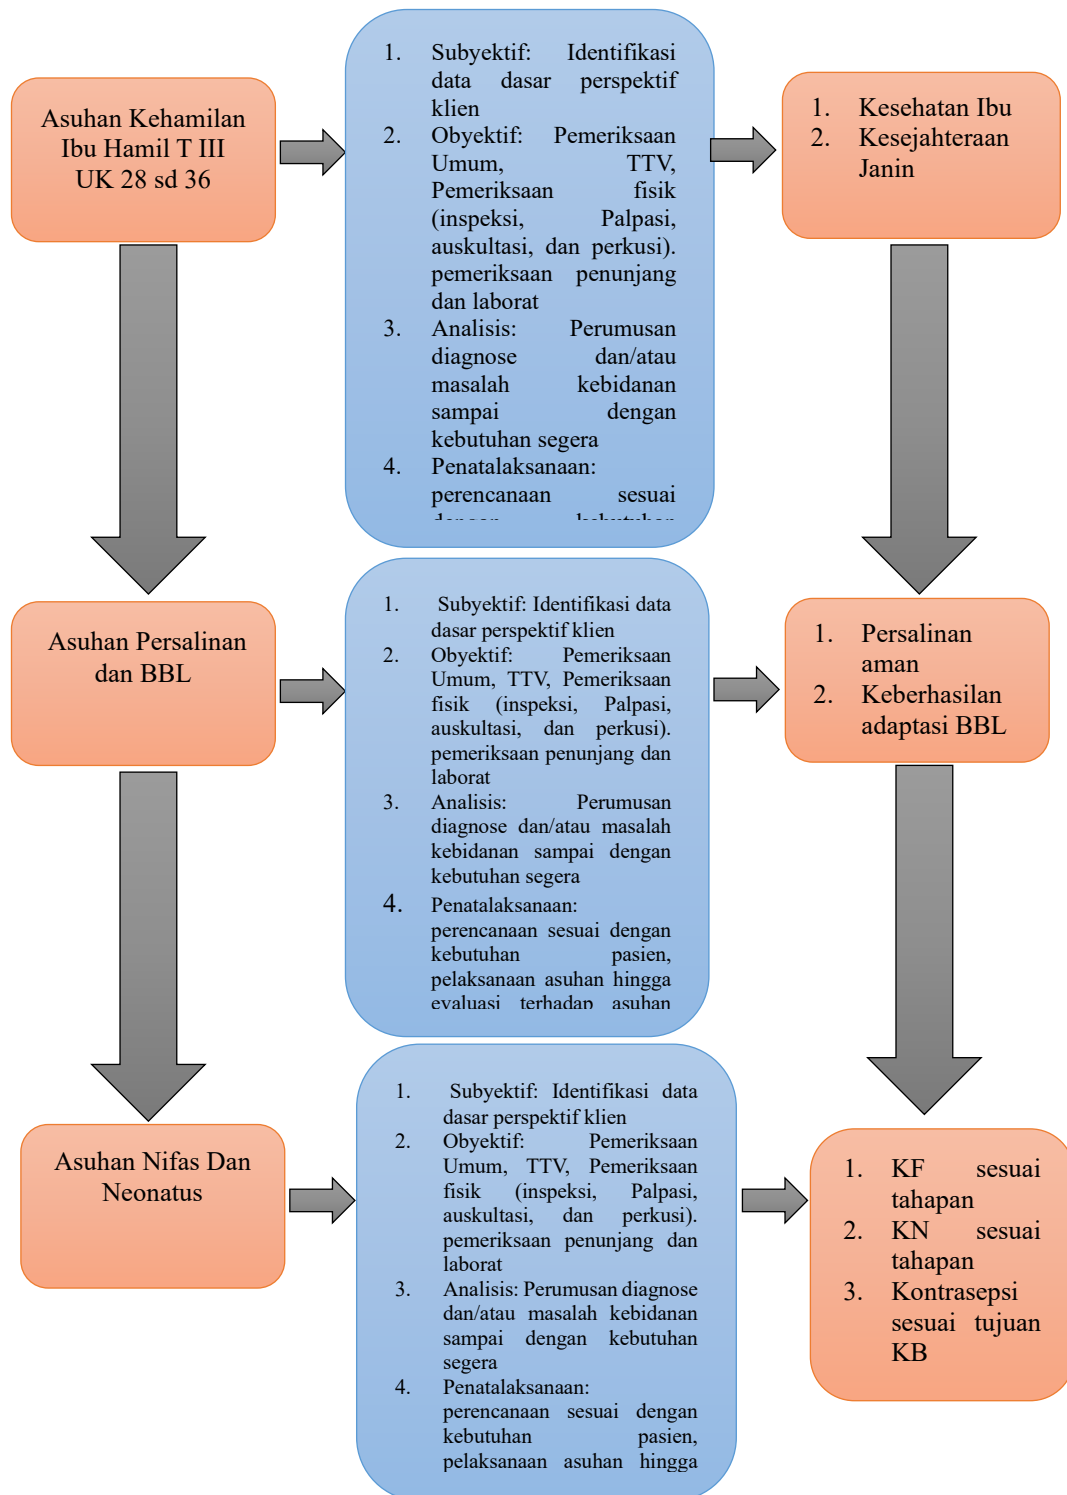 Asuhan Kehamilan
Ibu Hamil T III
UK 28 sd 36
1. Subyektif: Identifikasi
data dasar perspektif
klien
2. Obyektif: Pemeriksaan
Umum, TTV,
Pemeriksaan fisik
(inspeksi, Palpasi,
auskultasi, dan perkusi).
pemeriksaan penunjang
dan laborat
3. Analisis: Perumusan
diagnose dan/atau
masalah kebidanan
sampai dengan
kebutuhan segera
4. Penatalaksanaan:
perencanaan sesuai
dengan kebutuhan
1. Kesehatan Ibu
2. Kesejahteraan
Janin
Asuhan Persalinan
dan BBL
1. Subyektif: Identifikasi data
dasar perspektif klien
2. Obyektif: Pemeriksaan
Umum, TTV, Pemeriksaan
fisik (inspeksi, Palpasi,
auskultasi, dan perkusi).
pemeriksaan penunjang dan
laborat
3. Analisis: Perumusan
diagnose dan/atau masalah
kebidanan sampai dengan
kebutuhan segera
4. Penatalaksanaan:
perencanaan sesuai dengan
kebutuhan pasien,
pelaksanaan asuhan hingga
evaluasi terhadap asuhan
1. Persalinan
aman
2. Keberhasilan
adaptasi BBL
Asuhan Nifas Dan
Neonatus
1. Subyektif: Identifikasi data
dasar perspektif klien
2. Obyektif: Pemeriksaan
Umum, TTV, Pemeriksaan
fisik (inspeksi, Palpasi,
auskultasi, dan perkusi).
pemeriksaan penunjang dan
laborat
3. Analisis: Perumusan diagnose
dan/atau masalah kebidanan
sampai dengan kebutuhan
segera
4. Penatalaksanaan:
perencanaan sesuai dengan
kebutuhan pasien,
pelaksanaan asuhan hingga
1. KF sesuai
tahapan
2. KN sesuai
tahapan
3. Kontrasepsi
sesuai tujuan
KB